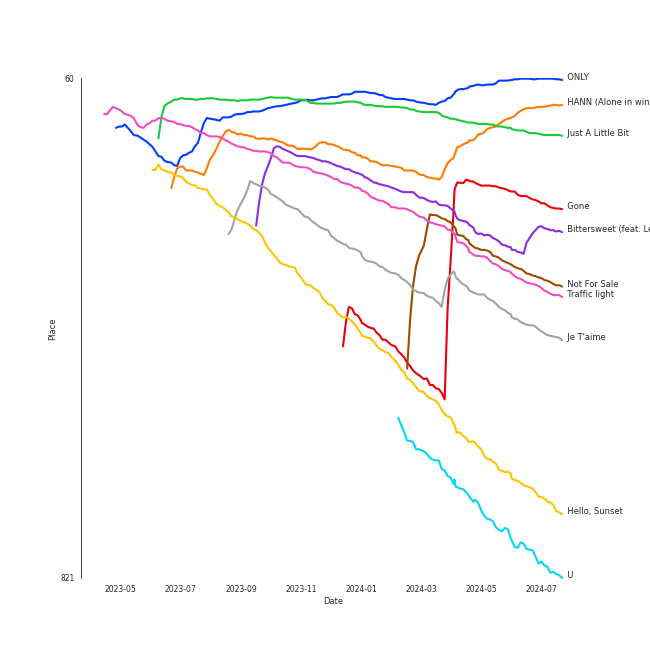 60
821
Place
ONLY
HANN (Alone in win
Just A Little Bit
Gone
Bittersweet (feat. Le
Not For Sale
Traffic light
Je T'aime
Hello, Sunset
U
2023-05 2023-07 2023-09 2023-11 2024-01 2024-03 2024-05 2024-07
Date